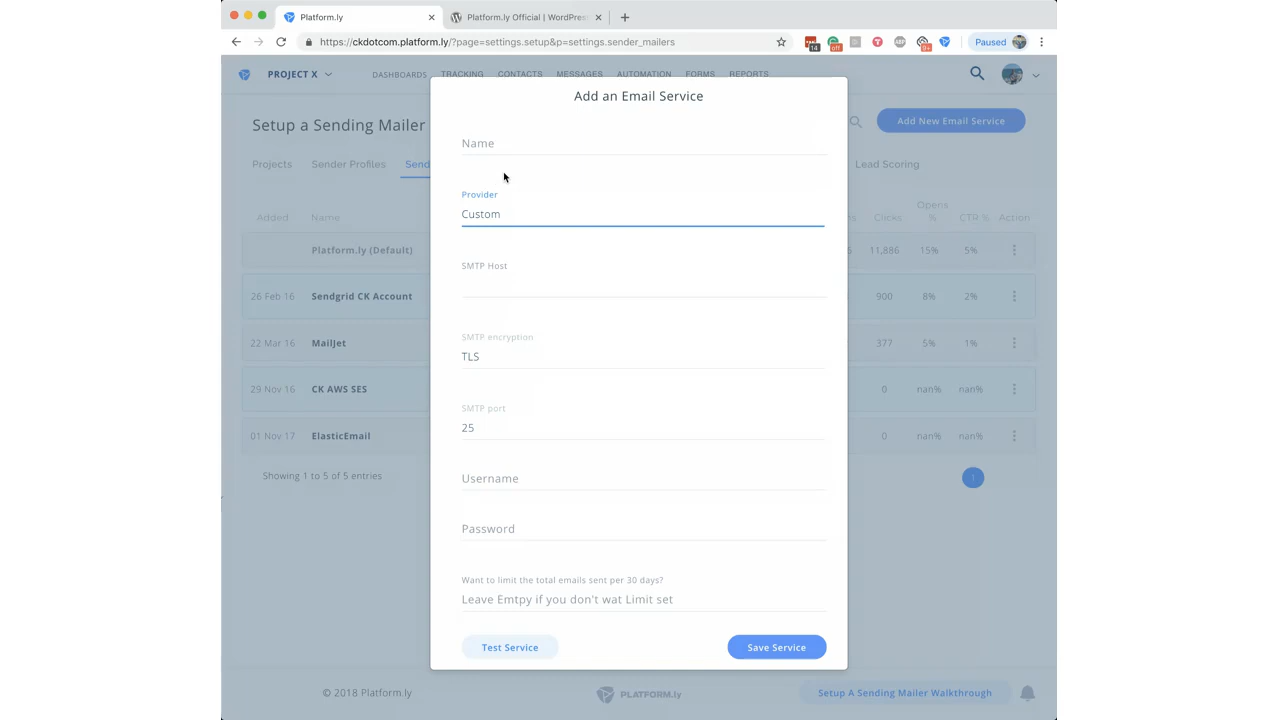 Platform.ly
Platform.ly Official | WordPres
https://ckdotcom.platform.ly/?page=settings.setup&p=settings.sender_mailers
14
off
9+
Paused
PROJECT X
DASHBOARDS TRACKING CONTACTS MESSAGES AUTOMATION FORMS REPORTS
Add an Email Service
Setup a Sending Mailer
Add New Email Service
Projects Sender Profiles Send
Lead Scoring
Added Name
Clicks Opens % CTR % Action
Platform.ly (Default)
11,886 15% 5%
26 Feb 16 Sendgrid CK Account
900 8% 2%
22 Mar 16 MailJet
377 5% 1%
29 Nov 16 CK AWS SES
0 nan% nan%
01 Nov 17 ElasticEmail
0 nan% nan%
Showing 1 to 5 of 5 entries
1
Name
Provider
Custom
SMTP Host
SMTP encryption
TLS
SMTP port
25
Username
Password
Want to limit the total emails sent per 30 days?
Leave Emtpy if you don't wat Limit set
Test Service
Save Service
© 2018 Platform.ly
PLATFORM.ly
Setup A Sending Mailer Walkthrough